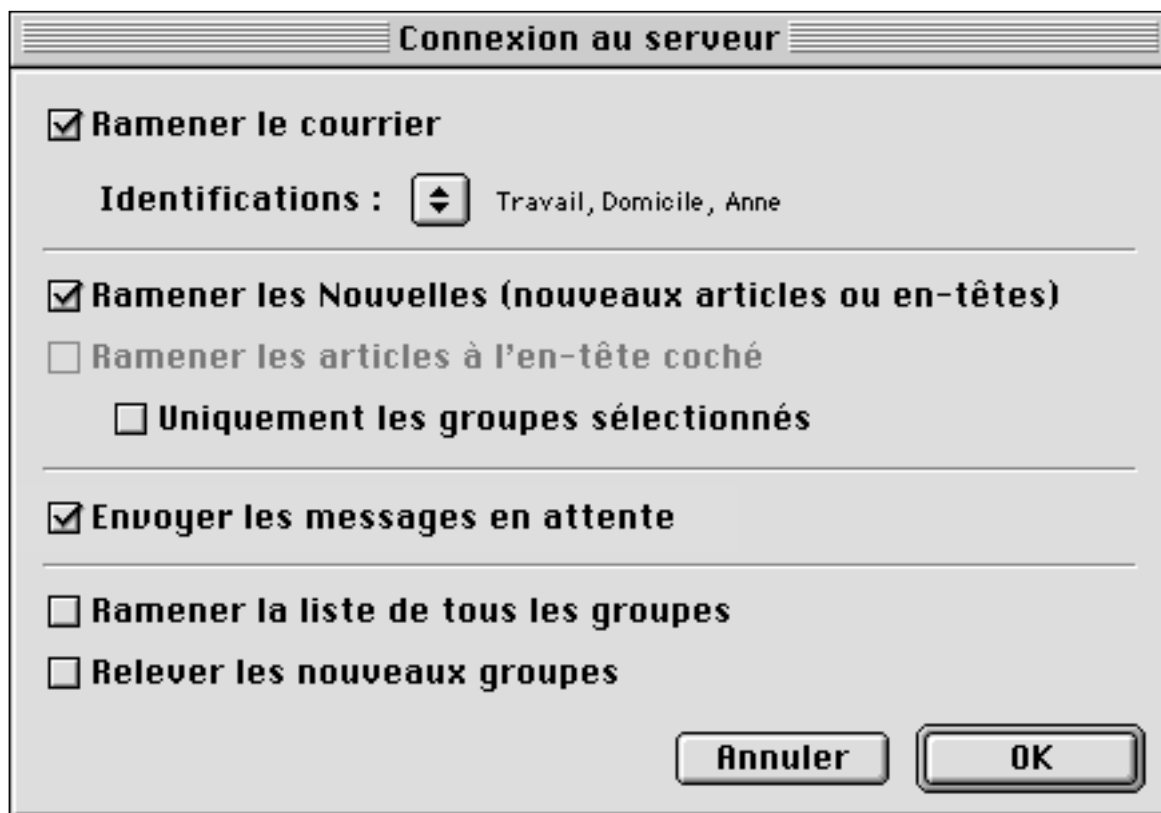 Connexion au serveur
Ramener le courrier
Identifications : Travail, Domicile, Anne
Ramener les Nouvelles (nouveaux articles ou en-têtes)
Ramener les articles à l'en-tête coché
Uniquement les groupes sélectionnés
Envoyer les messages en attente
Ramener la liste de tous les groupes
Relever les nouveaux groupes
Annuler OK